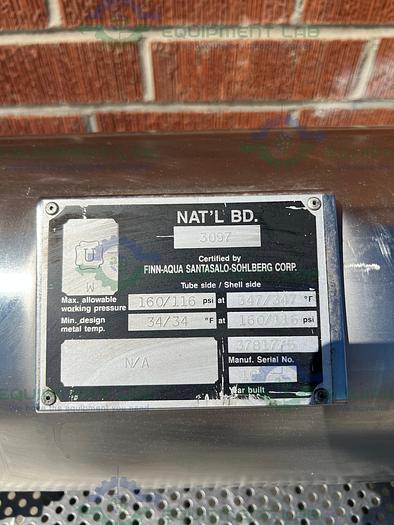 EQUIPMENT LAB
NAT'L BD.
3097
Certified by
FINN-AQUA SANTASALO-SOHLBERG CORP.
U
W
Tube side / Shell side
Max. allowable working pressure 160/116 psi at 347/347 °F
Min. design metal temp. 34/34 °F at 160/116 psi
N/A
Manuf. Serial No.
Year built